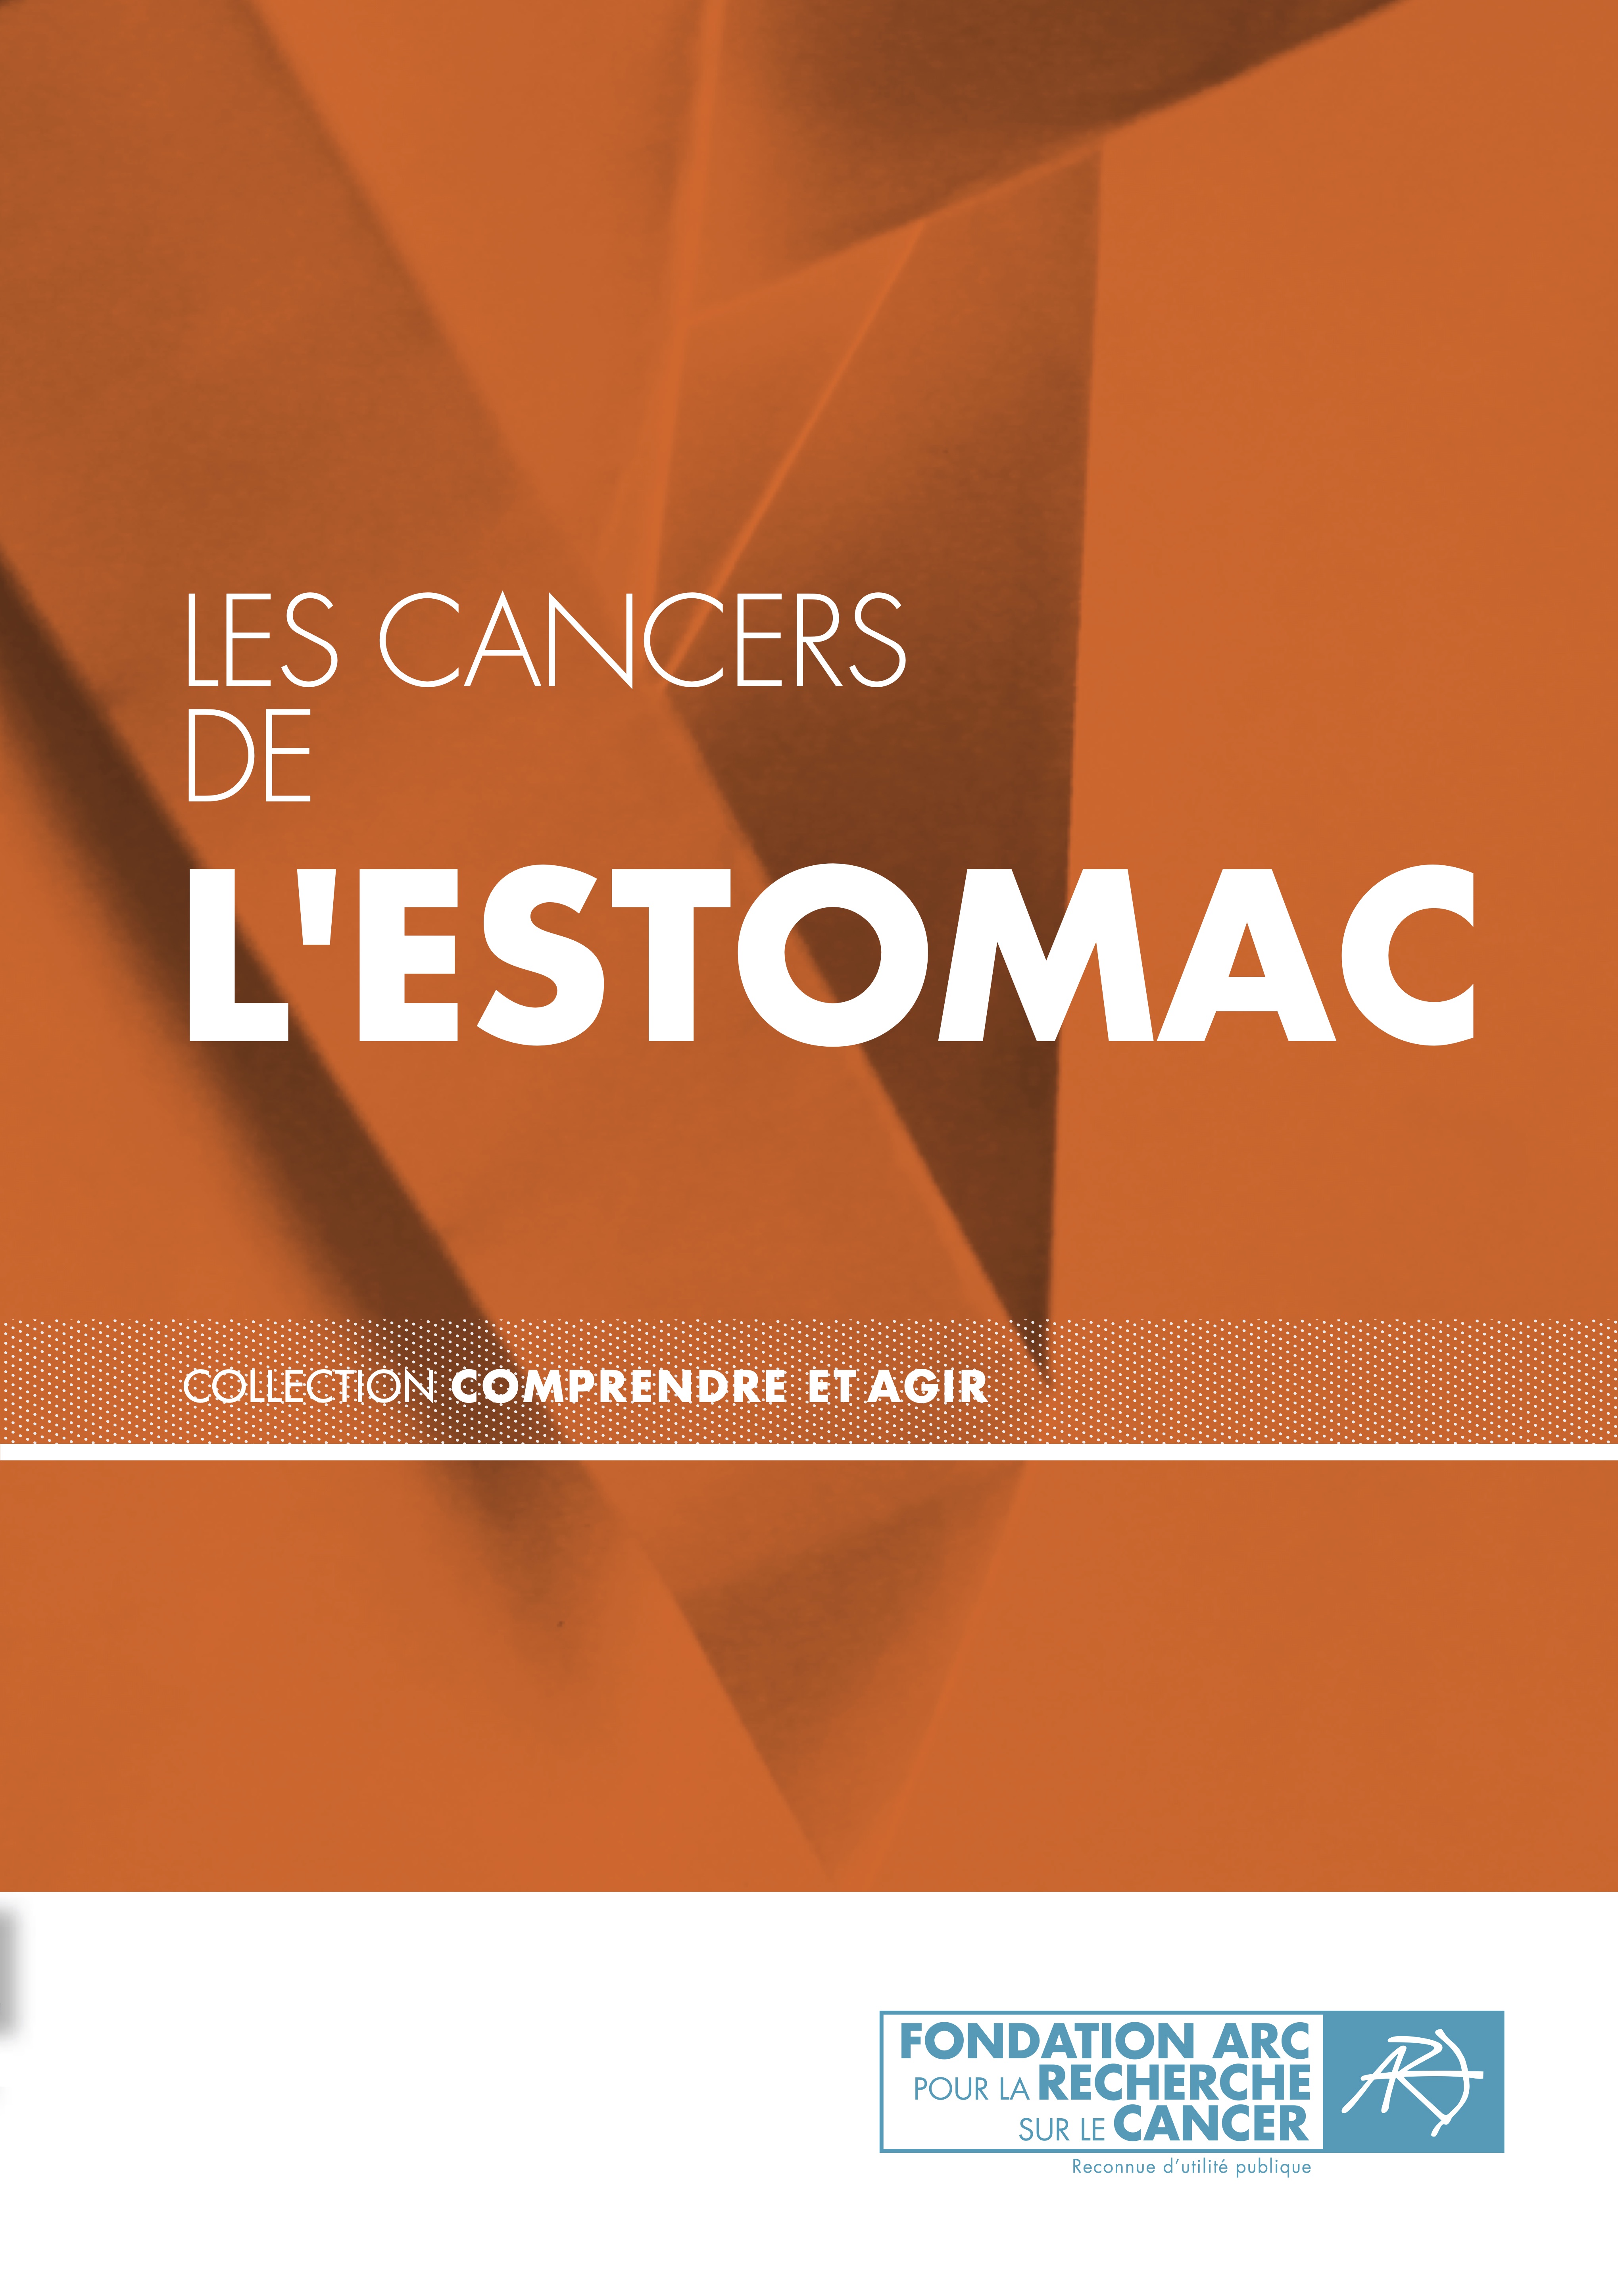 LES CANCERS
DE
L'ESTOMAC
COLLECTION COMPRENDRE ET AGIR
FONDATION ARC
POUR LA RECHERCHE
SUR LE CANCER
ARC
Reconnue d’utilité publique